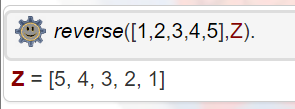 reverse([1,2,3,4,5],Z).
Z = [5, 4, 3, 2, 1]